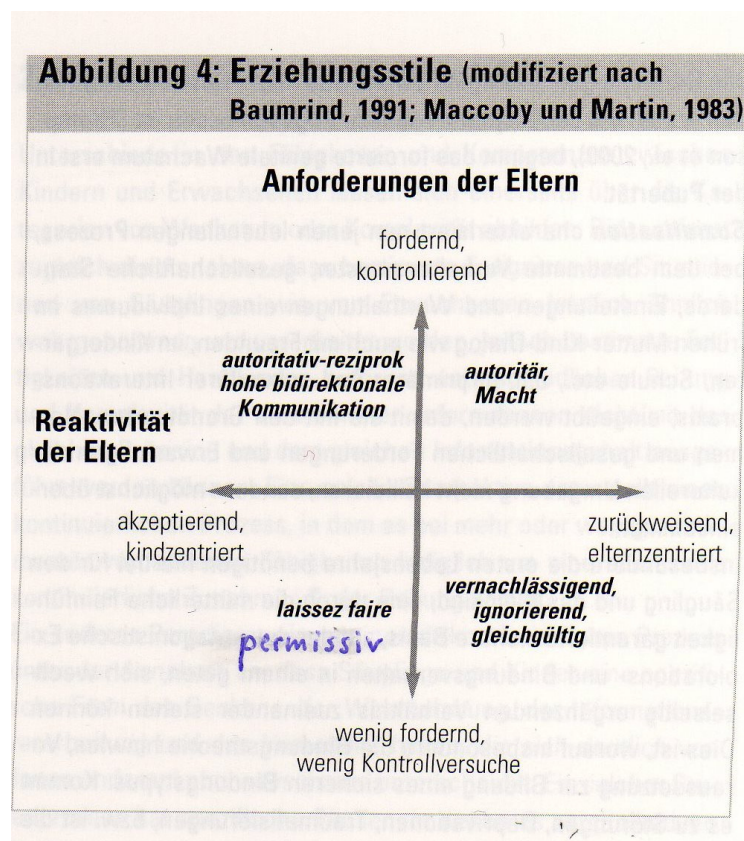 Abbildung 4: Erziehungsstile (modifiziert nach
Baumrind, 1991; Maccoby und Martin, 1983)
Anforderungen der Eltern
fordernd,
kontrollierend
autoritativ-reziprok
hohe bidirektionale
Kommunikation
autoritär,
Macht
Reaktivität
der Eltern
akzeptierend,
kindzentriert
zurückweisend,
elternzentriert
laissez faire
permissiv
vernachlässigend,
ignorierend,
gleichgültig
wenig fordernd,
wenig Kontrollversuche